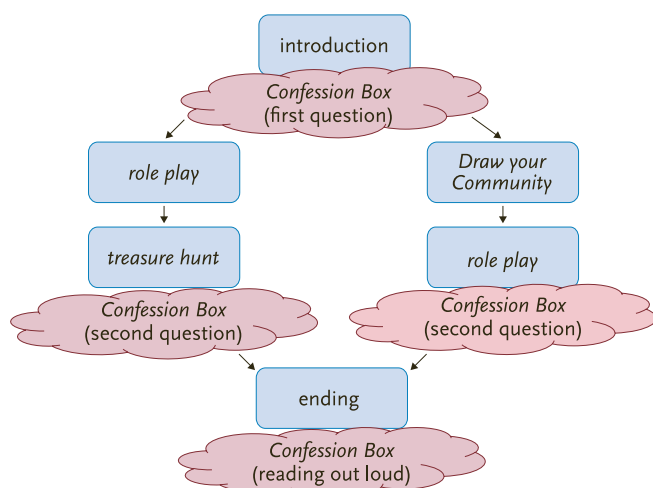 introduction
Confession Box
(first question)
role play
Draw your
Community
treasure hunt
role play
Confession Box
(second question)
Confession Box
(second question)
ending
Confession Box
(reading out loud)